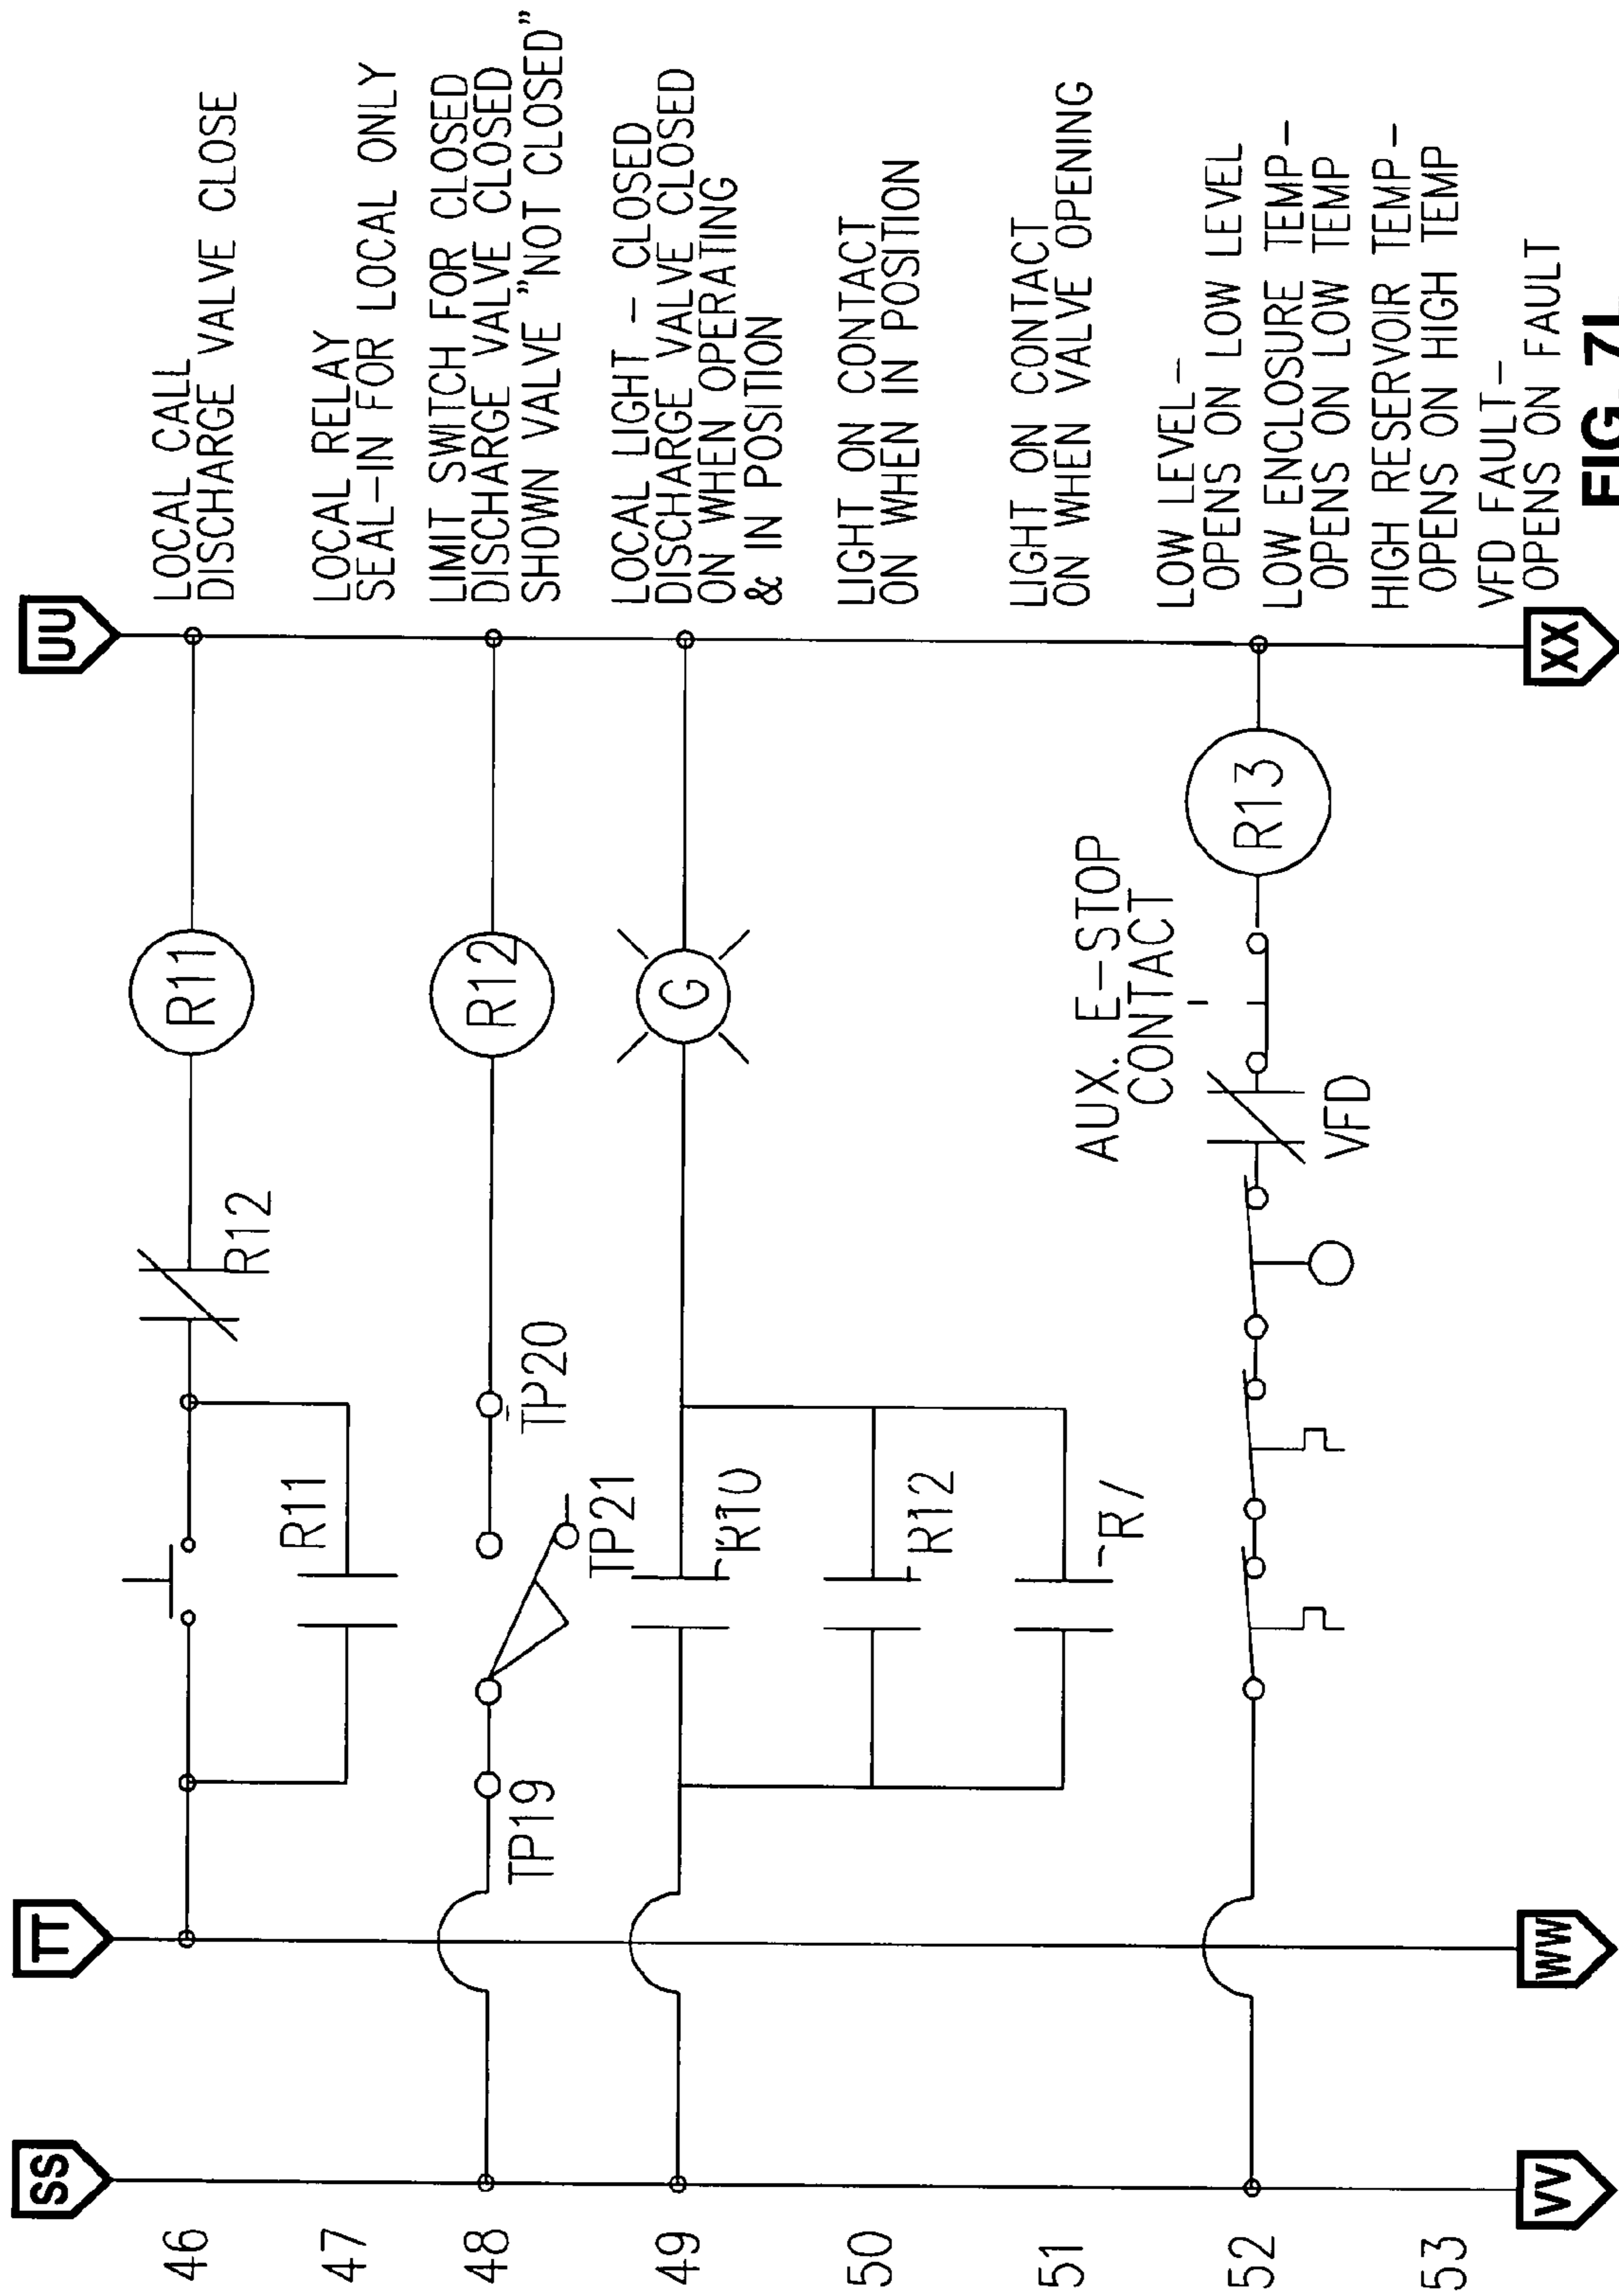 SS
TT
UU
46
R12
R11
LOCAL CALL
DISCHARGE VALVE CLOSE
47
R11
LOCAL RELAY
SEAL-IN FOR LOCAL ONLY
48
TP19
TP21
TP20
R12
LIMIT SWITCH FOR CLOSED
DISCHARGE VALVE CLOSED
SHOWN VALVE "NOT CLOSED"
49
R10
G
LOCAL LIGHT - CLOSED
DISCHARGE VALVE CLOSED
ON WHEN OPERATING
& IN POSITION
50
R12
LIGHT ON CONTACT
ON WHEN IN POSITION
51
LIGHT ON CONTACT
ON WHEN VALVE OPENING
52
VFD
AUX. E-STOP
CONTACT
R13
LOW LEVEL-
OPENS ON LOW LEVEL
LOW ENCLOSURE TEMP-
OPENS ON LOW TEMP
HIGH RESERVOIR TEMP-
OPENS ON HIGH TEMP
VFD FAULT-
OPENS ON FAULT
53
VV
WW
XX